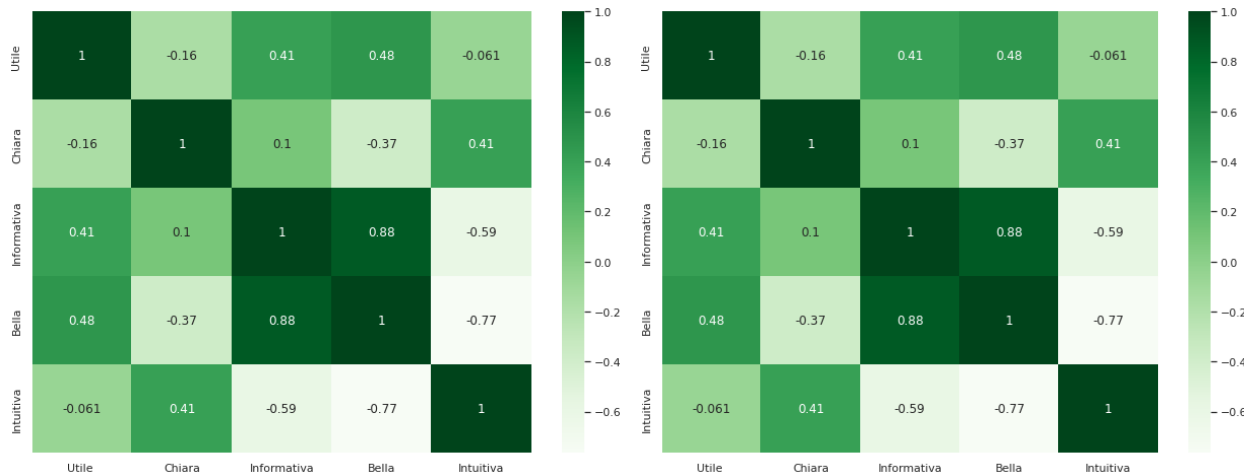 Utile 1 -0.16 0.41 0.48 -0.061
Chiara -0.16 1 0.1 -0.37 0.41
Informativa 0.41 0.1 1 0.88 -0.59
Bella 0.48 -0.37 0.88 1 -0.77
Intuitiva -0.061 0.41 -0.59 -0.77 1
Utile Chiara Informativa Bella Intuitiva
1.0
0.8
0.6
0.4
0.2
0.0
−0.2
−0.4
−0.6
Utile 1 -0.16 0.41 0.48 -0.061
Chiara -0.16 1 0.1 -0.37 0.41
Informativa 0.41 0.1 1 0.88 -0.59
Bella 0.48 -0.37 0.88 1 -0.77
Intuitiva -0.061 0.41 -0.59 -0.77 1
Utile Chiara Informativa Bella Intuitiva
1.0
0.8
0.6
0.4
0.2
0.0
−0.2
−0.4
−0.6